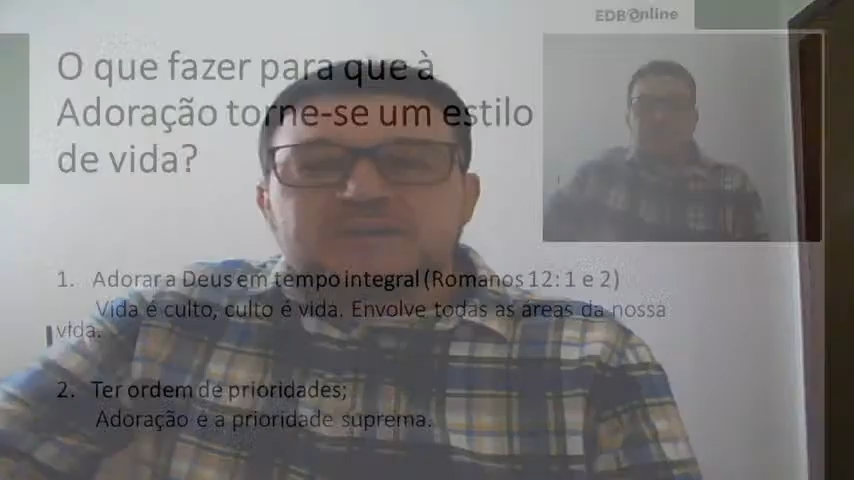 EDB Online
O que fazer para que à
Adoração torne-se um estilo
de vida?
1. Adorar a Deus em tempo integral (Romanos 12: 1 e 2)
Vida é culto, culto é vida. Envolve todas as áreas da nossa
vida.
2. Ter ordem de prioridades;
Adoração e a prioridade suprema.